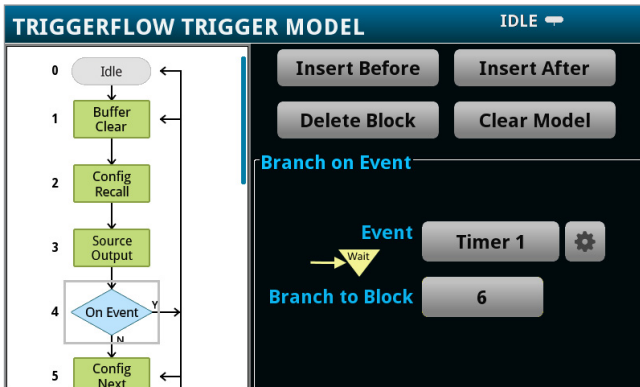 TRIGGERFLOW TRIGGER MODEL
IDLE
0
Idle
1
Buffer
Clear
2
Config
Recall
3
Source
Output
4
On Event
Y
N
5
Config
Next
Insert Before
Insert After
Delete Block
Clear Model
Branch on Event
Event
Timer 1
Wait
Branch to Block
6